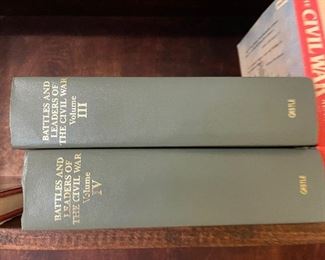 BATTLES AND
LEADERS OF
THE CIVIL WAR
Volume
III
BATTLES AND
LEADERS OF
THE CIVIL WAR
Volume
IV
CIVIL WAR